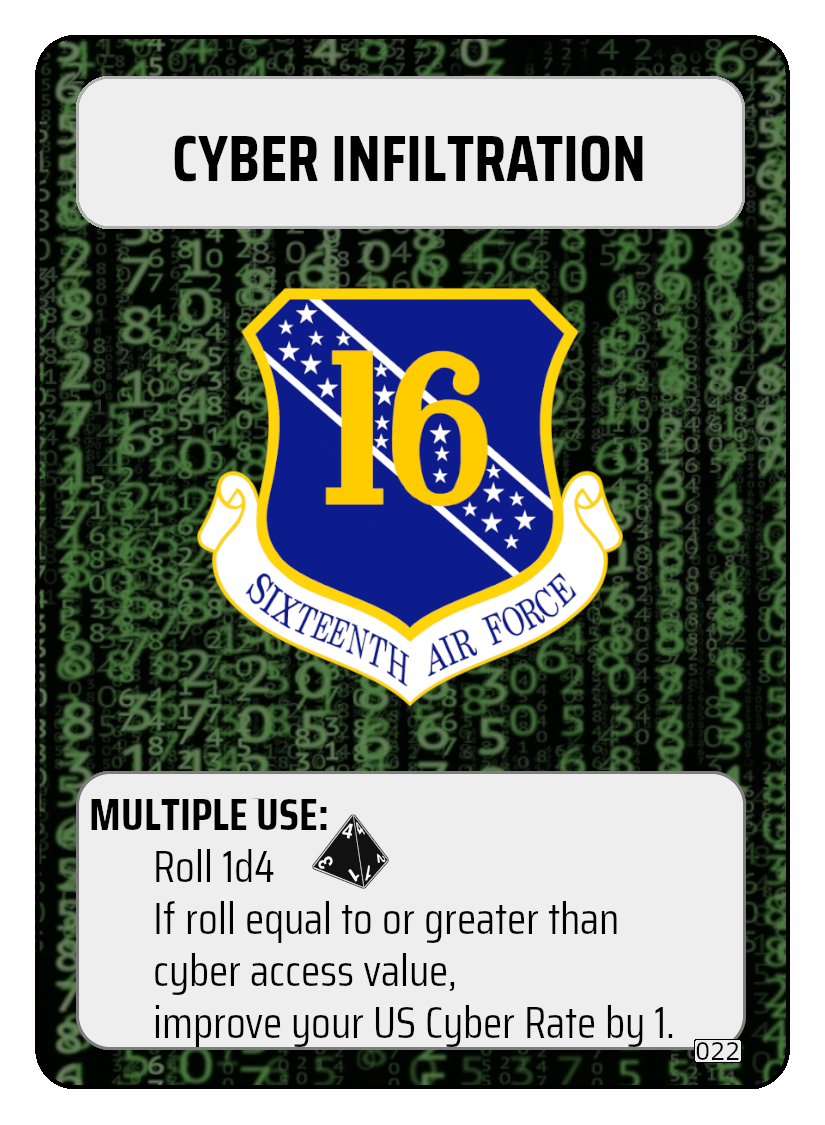 CYBER INFILTRATION
16
SIXTEENTH AIR FORCE
MULTIPLE USE:
Roll 1d4
If roll equal to or greater than
cyber access value,
improve your US Cyber Rate by 1.
022